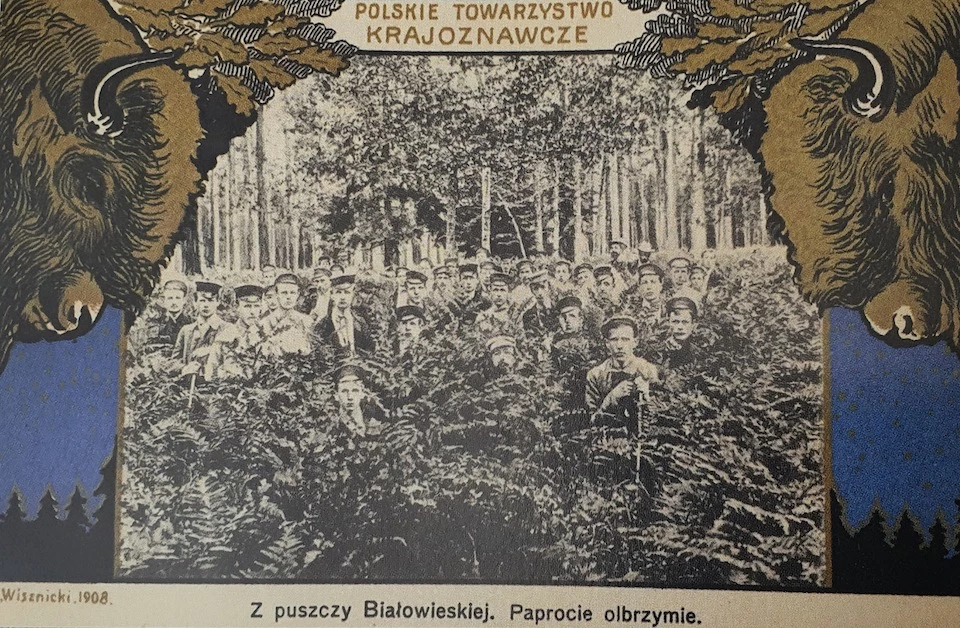 POLSKIE TOWARZYSTWO
KRAJOZNAWCZE
Wisznicki.1908.
Z puszczy Białowieskiej. Paprocie olbrzymie.